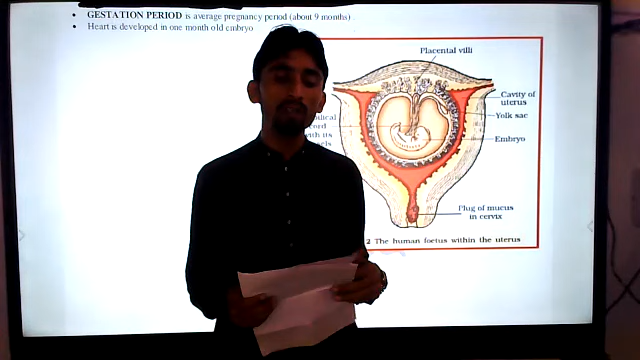 • GESTATION PERIOD is average pregnancy period (about 9 months) .
• Heart is developed in one month old embryo
Placental villi
Cavity of
uterus
Yolk sac
Embryo
Plug of mucus
in cervix
2 The human foetus within the uterus